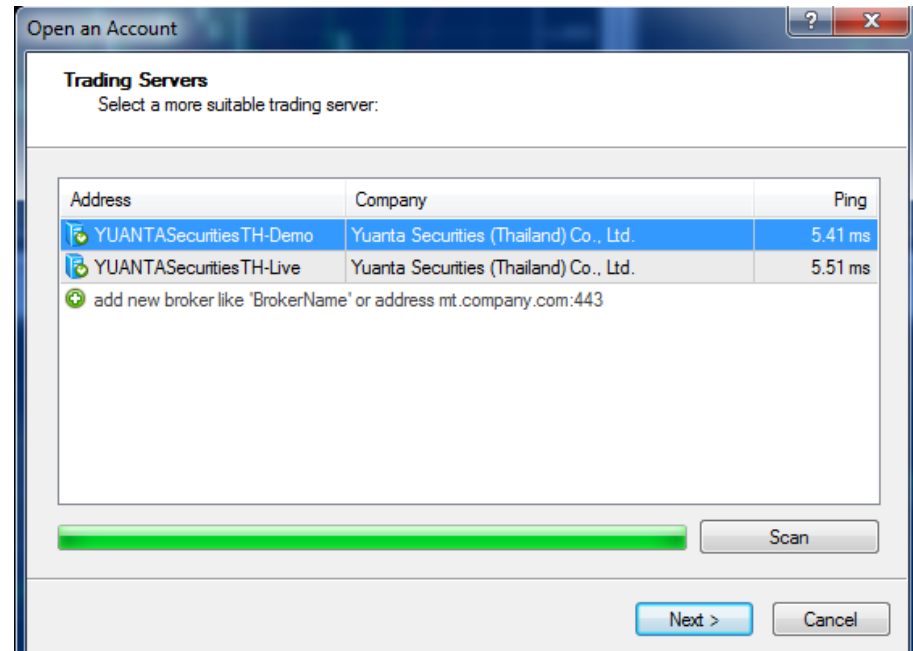 Open an Account
?
X
Trading Servers
Select a more suitable trading server:
Address Company Ping
YUANTASecuritiesTH-Demo Yuanta Securities (Thailand) Co., Ltd. 5.41 ms
YUANTASecuritiesTH-Live Yuanta Securities (Thailand) Co., Ltd. 5.51 ms
add new broker like 'BrokerName' or address mt.company.com:443
Scan
Next > Cancel